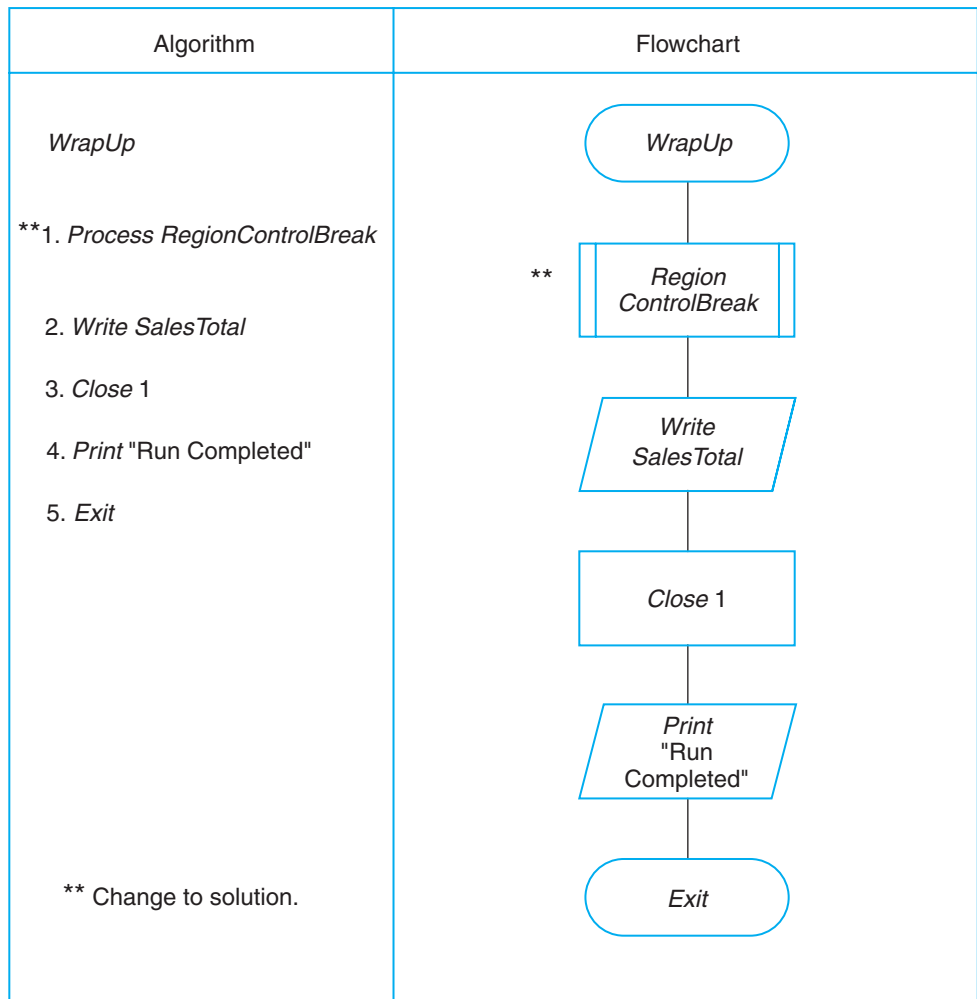 Algorithm
Flowchart
WrapUp
**1. Process RegionControlBreak
2. Write SalesTotal
3. Close 1
4. Print "Run Completed"
5. Exit
** Change to solution.
WrapUp
** Region
ControlBreak
Write
SalesTotal
Close 1
Print
"Run
Completed"
Exit